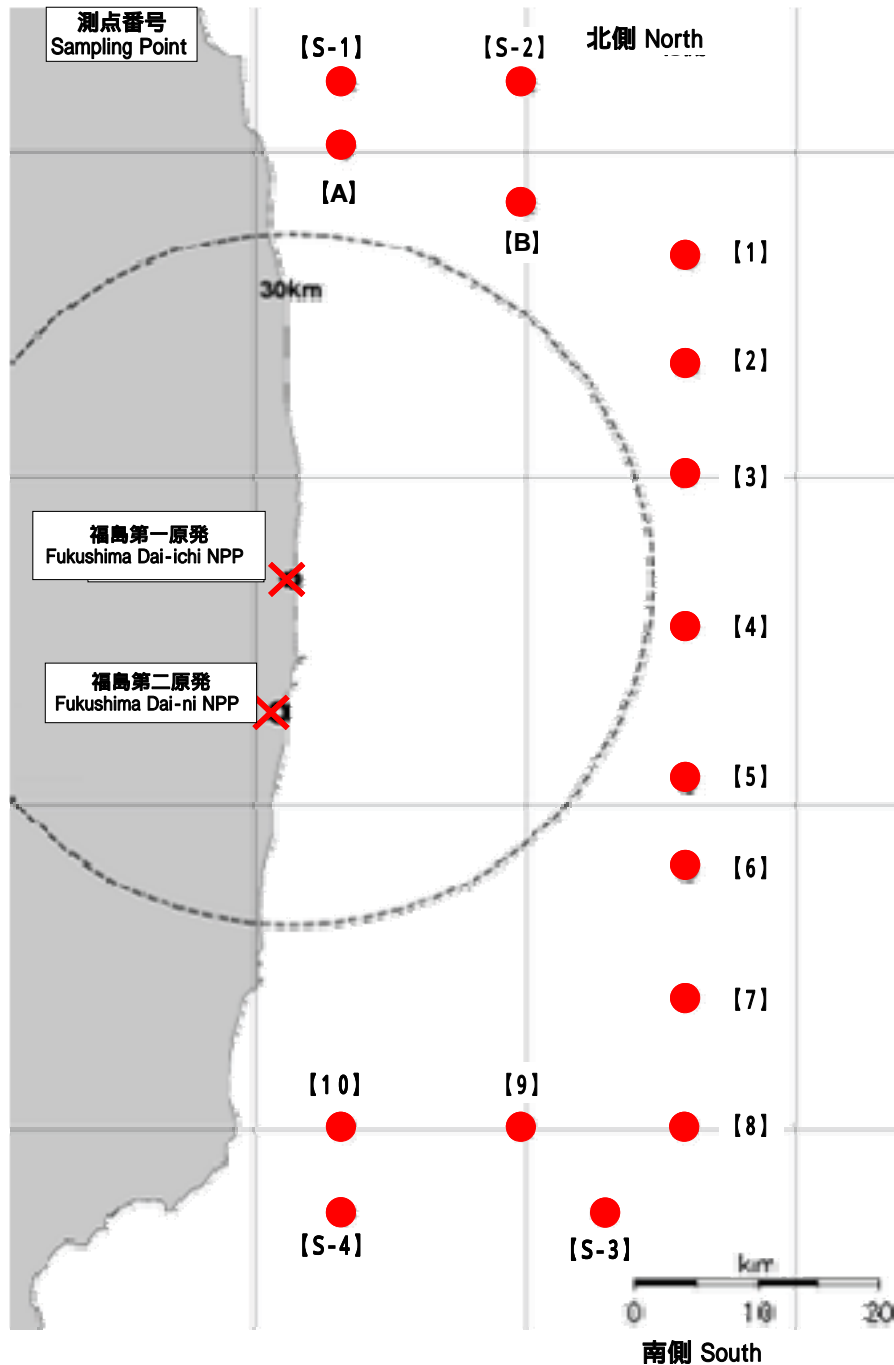 測点番号
Sampling Point
【S-1】
【S-2】
北側 North
【A】
【B】
【1】
30km
【2】
【3】
福島第一原発
Fukushima Dai-ichi NPP
【4】
福島第二原発
Fukushima Dai-ni NPP
【5】
【6】
【7】
【10】
【9】
【8】
【S-4】
【S-3】
km
0 10 20
南側 South